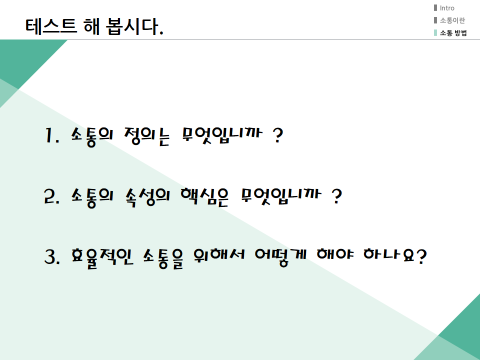 테스트 해 봅시다.
Intro
소통이란
소통 방법
1. 소통의 정의는 무엇입니까 ?
2. 소통의 속성의 핵심은 무엇입니까 ?
3. 효율적인 소통을 위해서 어떻게 해야 하나요?